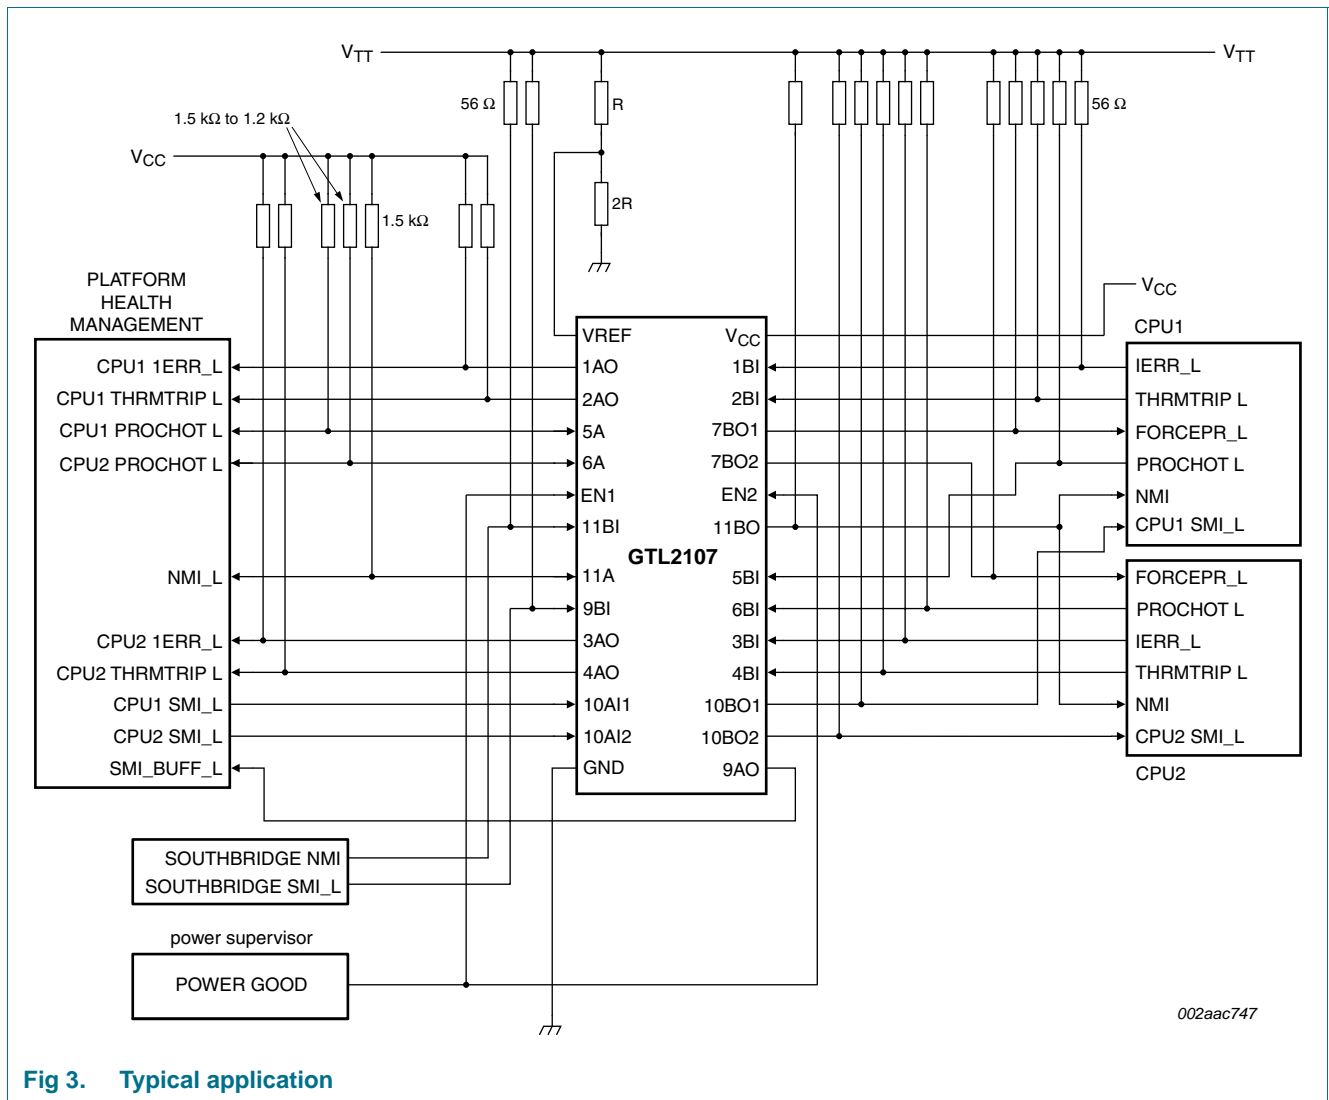 VTT
VTT
56 Ω
R
56 Ω
1.5 kΩ to 1.2 kΩ
VCC
2R
1.5 kΩ
PLATFORM
HEALTH
MANAGEMENT
VCC
CPU1
VREF
VCC
CPU1 1ERR_L
1AO
1BI
IERR_L
CPU1 THRMTRIP L
2AO
2BI
THRMTRIP L
CPU1 PROCHOT L
5A
7BO1
FORCEPR_L
CPU2 PROCHOT L
6A
7BO2
PROCHOT L
EN1
EN2
NMI
11BI
11BO
CPU1 SMI_L
GTL2107
NMI_L
11A
5BI
FORCEPR_L
9BI
6BI
PROCHOT L
CPU2 1ERR_L
3AO
3BI
IERR_L
CPU2 THRMTRIP L
4AO
4BI
THRMTRIP L
CPU1 SMI_L
10AI1
10BO1
NMI
CPU2 SMI_L
10AI2
10BO2
CPU2 SMI_L
SMI_BUFF_L
GND
9AO
CPU2
SOUTHBRIDGE NMI
SOUTHBRIDGE SMI_L
power supervisor
POWER GOOD
002aac747
Fig 3. Typical application